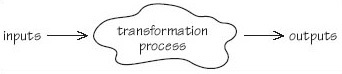 inputs
transformation
process
outputs